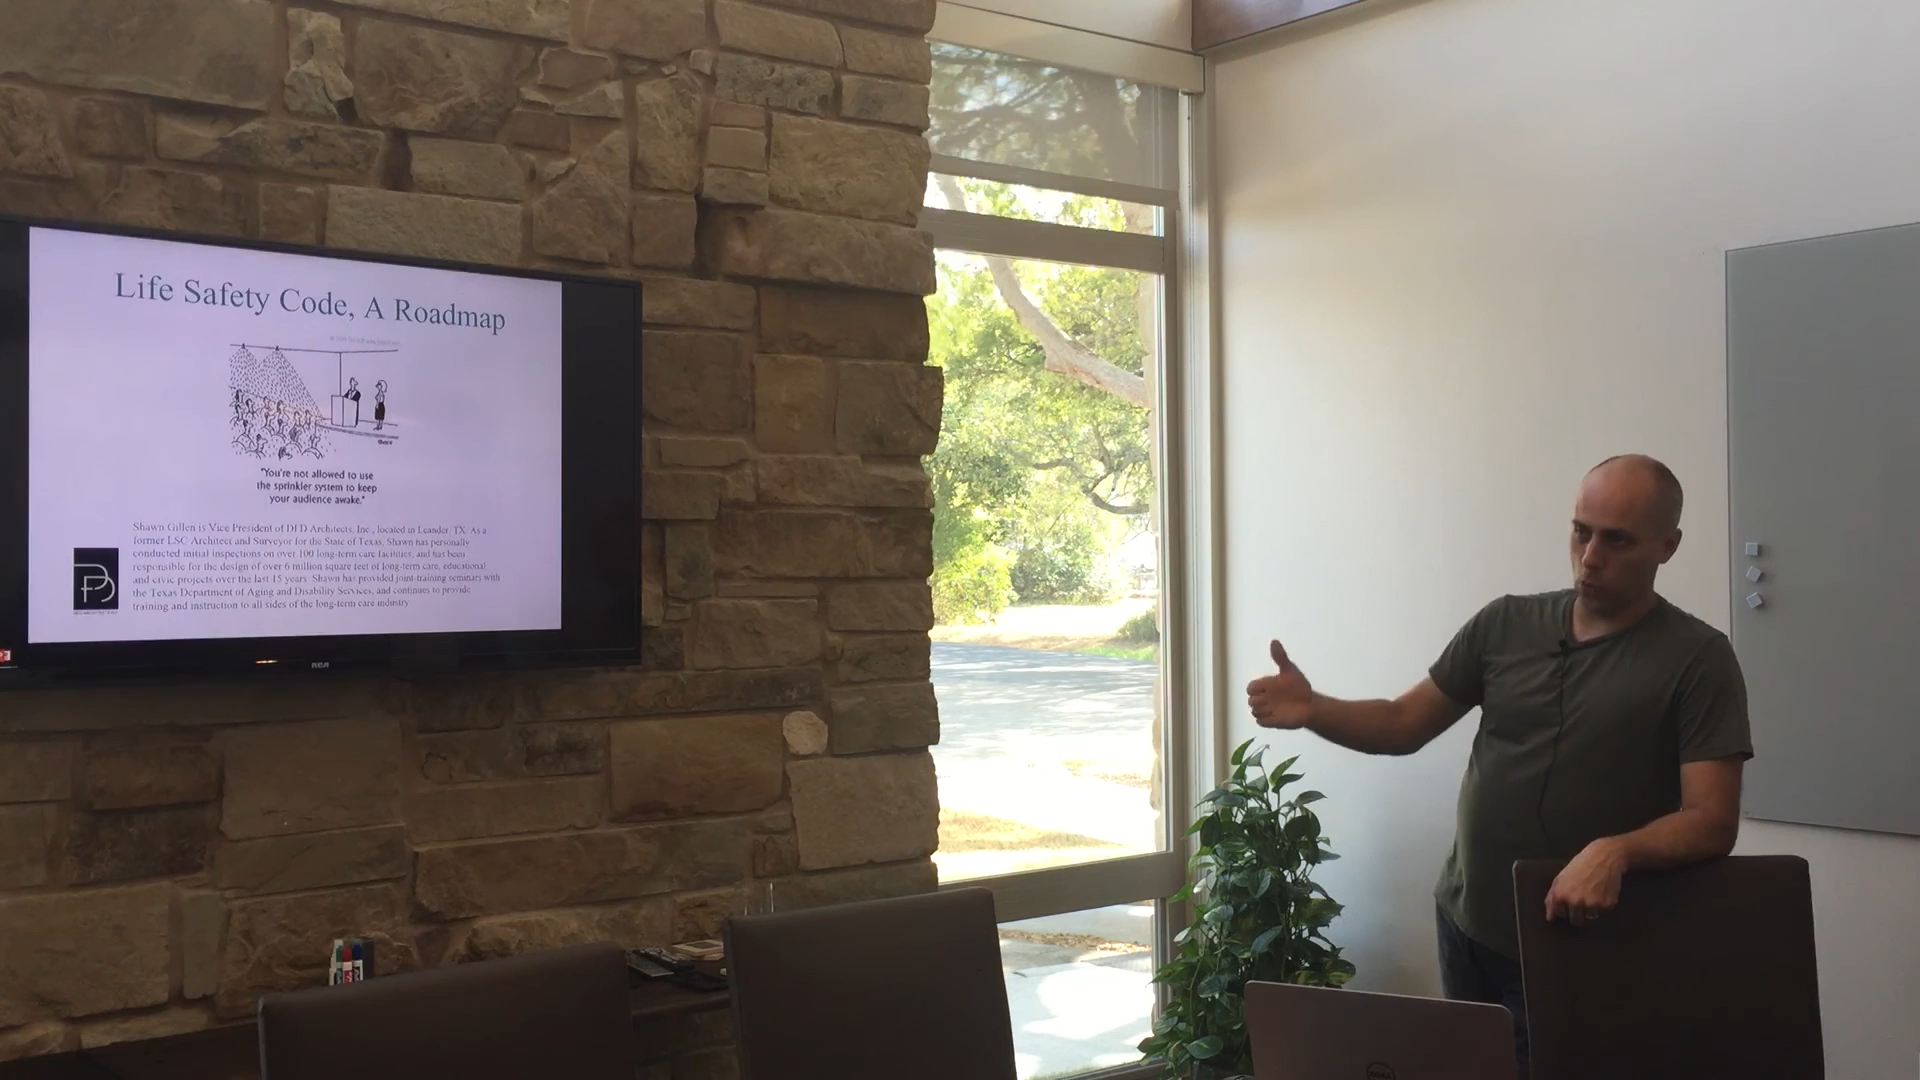 Life Safety Code, A Roadmap
"You're not allowed to use
the sprinkler system to keep
your audience awake."
Shawn Gillen is Vice President of DFD Architects, Inc., located in Leander, TX. As a
former LSC Architect and Surveyor for the State of Texas, Shawn has personally
conducted initial inspections on over 100 long-term care facilities, and has been
responsible for the design of over 6 million square feet of long-term care, educational
and civic projects over the last 15 years. Shawn has provided joint-training seminars with
the Texas Department of Aging and Disability Services, and continues to provide
training and instruction to all sides of the long-term care industry
RCA
DELL